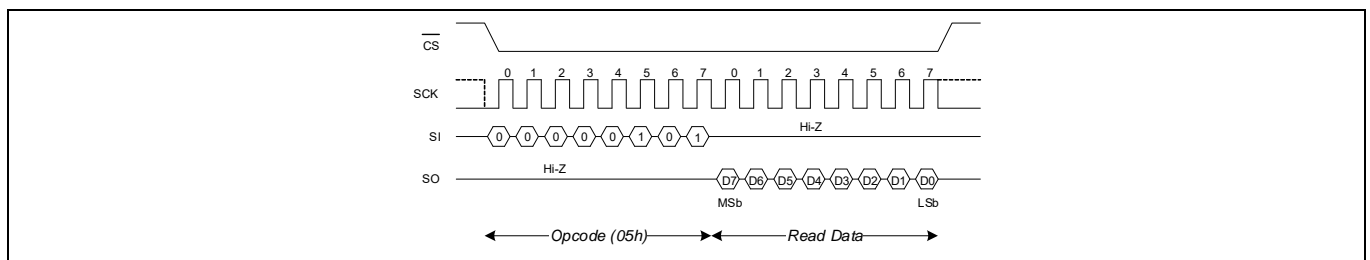 CS
0 1 2 3 4 5 6 7 0 1 2 3 4 5 6 7
SCK
Hi-Z
SI 0 0 0 0 0 1 0 1
Hi-Z
SO D7 D6 D5 D4 D3 D2 D1 D0
MSb LSb
Opcode (05h) Read Data